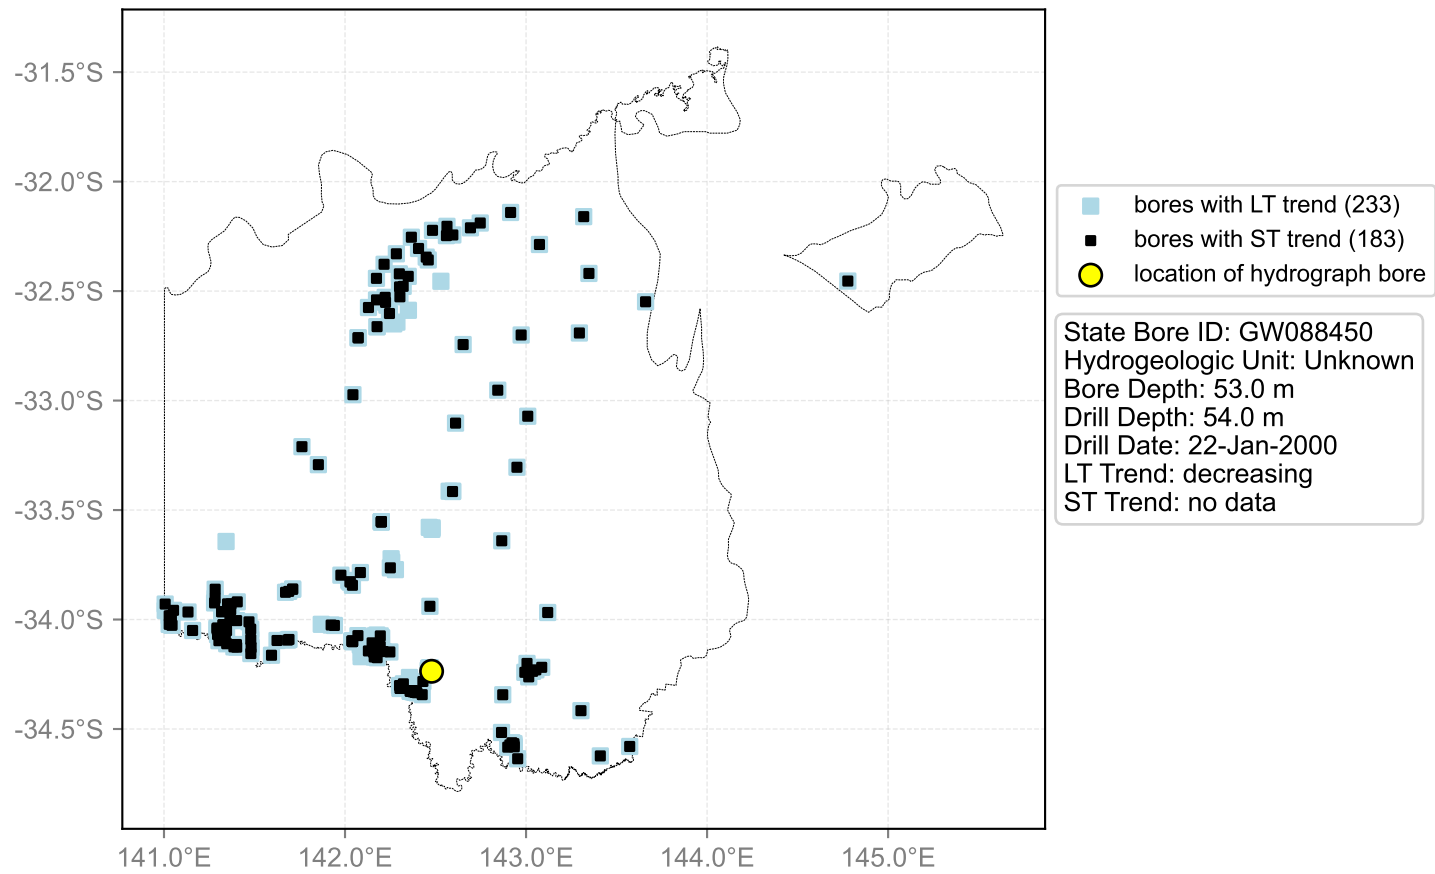 -31.5°S
-32.0°S
-32.5°S
-33.0°S
-33.5°S
-34.0°S
-34.5°S
141.0°E
142.0°E
143.0°E
144.0°E
145.0°E
bores with LT trend (233)
bores with ST trend (183)
location of hydrograph bore
State Bore ID: GW088450
Hydrogeologic Unit: Unknown
Bore Depth: 53.0 m
Drill Depth: 54.0 m
Drill Date: 22-Jan-2000
LT Trend: decreasing
ST Trend: no data